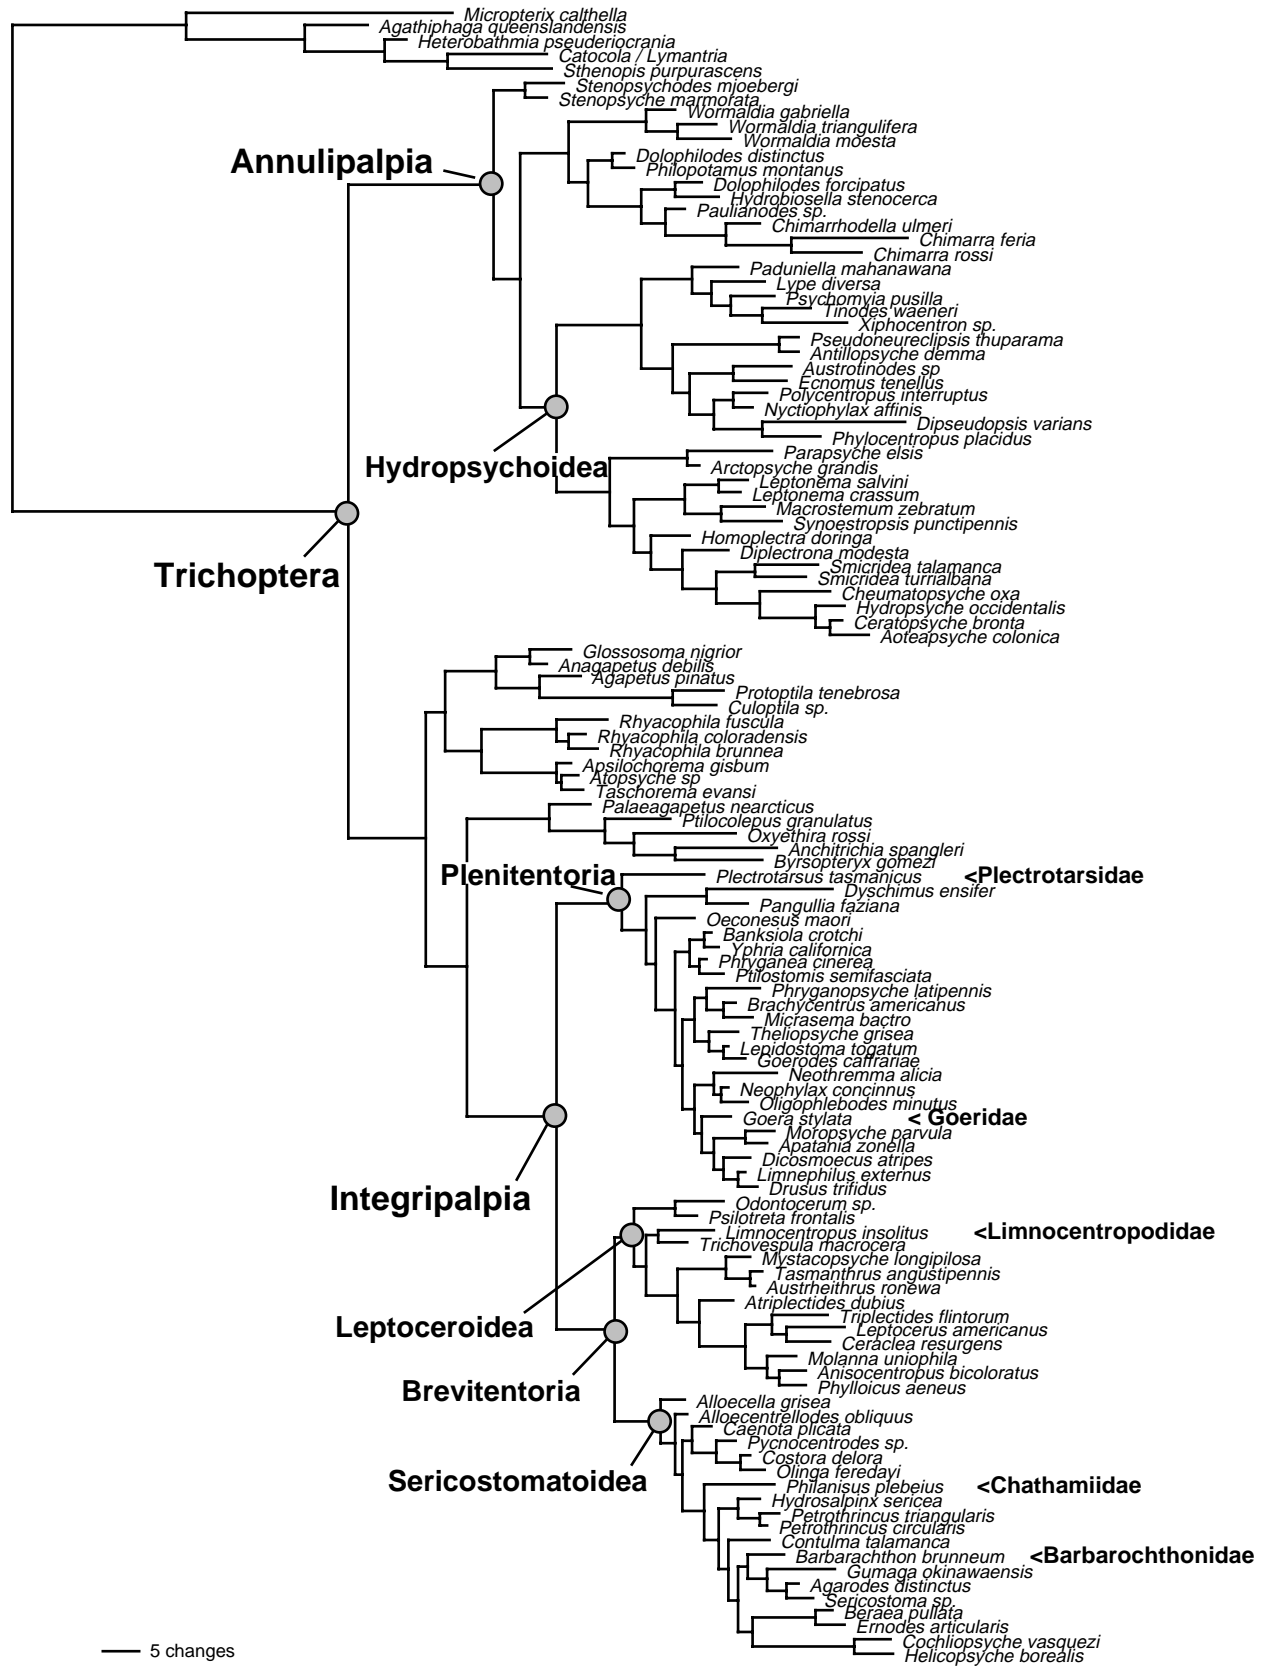 Micropterix calthella
Agathiphaga queenslandensis
Heterobathmia pseuderiocrania
Catocola / Lymantria
Sthenopis purpurascens
Stenopsychodes mjoebergi
Stenopsyche marmorata
Wormaldia gabriella
Wormaldia triangulifera
Wormaldia moesta
Annulipalpia
Dolophilodes distinctus
Philopotamus montanus
Dolophilodes forcipatus
Hydrobiosella stenocerca
Paulianodes sp.
Chimarrhodella ulmeri
Chimarra feria
Chimarra rossi
Paduniella mahanawana
Lype diversa
Psychomyia pusilla
Tinodes waeneri
Xiphocentron sp.
Pseudoneureclipsis thuparama
Antillopsyche demma
Austrotinodes sp
Ecnomus tenellus
Polycentropus interruptus
Nyctiophylax affinis
Dipseudopsis varians
Phylocentropus placidus
Parapsyche elsis
Hydropsychoidea
Arctopsyche grandis
Leptonema salvini
Leptonema crassum
Macrostemum zebratum
Synoestropsis punctipennis
Homoplectra doringa
Diplectrona modesta
Smicridea talamanca
Trichoptera
Smicridea turrialbana
Cheumatopsyche oxa
Hydropsyche occidentalis
Ceratopsyche bronta
Aoteapsyche colonica
Glossosoma nigrior
Anagapetus debilis
Agapetus pinatus
Protoptila tenebrosa
Culoptila sp.
Rhyacophila fuscula
Rhyacophila coloradensis
Rhyacophila brunnea
Apsilochorema gisbum
Atopsyche sp
Taschorema evansi
Palaeagapetus nearcticus
Ptilocolepus granulatus
Oxyethira rossi
Anchitrichia spangleri
Byrsopteryx gomezi
Plenitentoria
Plectrotarsus tasmanicus <Plectrotarsidae
Dyschimus ensifer
Pangullia faziana
Oeconesus maori
Banksiola crotchi
Yphria californica
Phryganea cinerea
Ptilostomis semifasciata
Phryganopsyche latipennis
Brachycentrus americanus
Micrasema bactro
Theliopsyche grisea
Lepidostoma togatum
Goerodes caffrariae
Neothremma alicia
Neophylax concinnus
Oligophlebodes minutus
Goera stylata < Goeridae
Moropsyche parvula
Apatania zonella
Dicosmoecus atripes
Limnephilus externus
Drusus trifidus
Integripalpia
Odontocerum sp.
Psilotreta frontalis
Limnocentropus insolitus <Limnocentropodidae
Trichovespula macrocera
Mystacopsyche longipilosa
Tasmanthrus angustipennis
Austrheithrus ronewa
Atriplectides dubius
Triplectides flintorum
Leptoceroidea
Leptocerus americanus
Ceraclea resurgens
Molanna uniophila
Anisocentropus bicoloratus
Phylloicus aeneus
Brevitentoria
Alloecella grisea
Alloecentrellodes obliquus
Caenota plicata
Pycnocentrodes sp.
Costora delora
Olinga feredayi
Sericostomatoidea
Philanisus plebeius <Chathamiidae
Hydrosalpinx sericea
Petrothrincus triangularis
Petrothrincus circularis
Contulma talamanca
Barbarachthon brunneum <Barbarochthonidae
Gumaga okinawaensis
Agarodes distinctus
Sericostoma sp.
Beraea pullata
Ernodes articularis
Cochliopsyche vasquezi
Helicopsyche borealis
5 changes